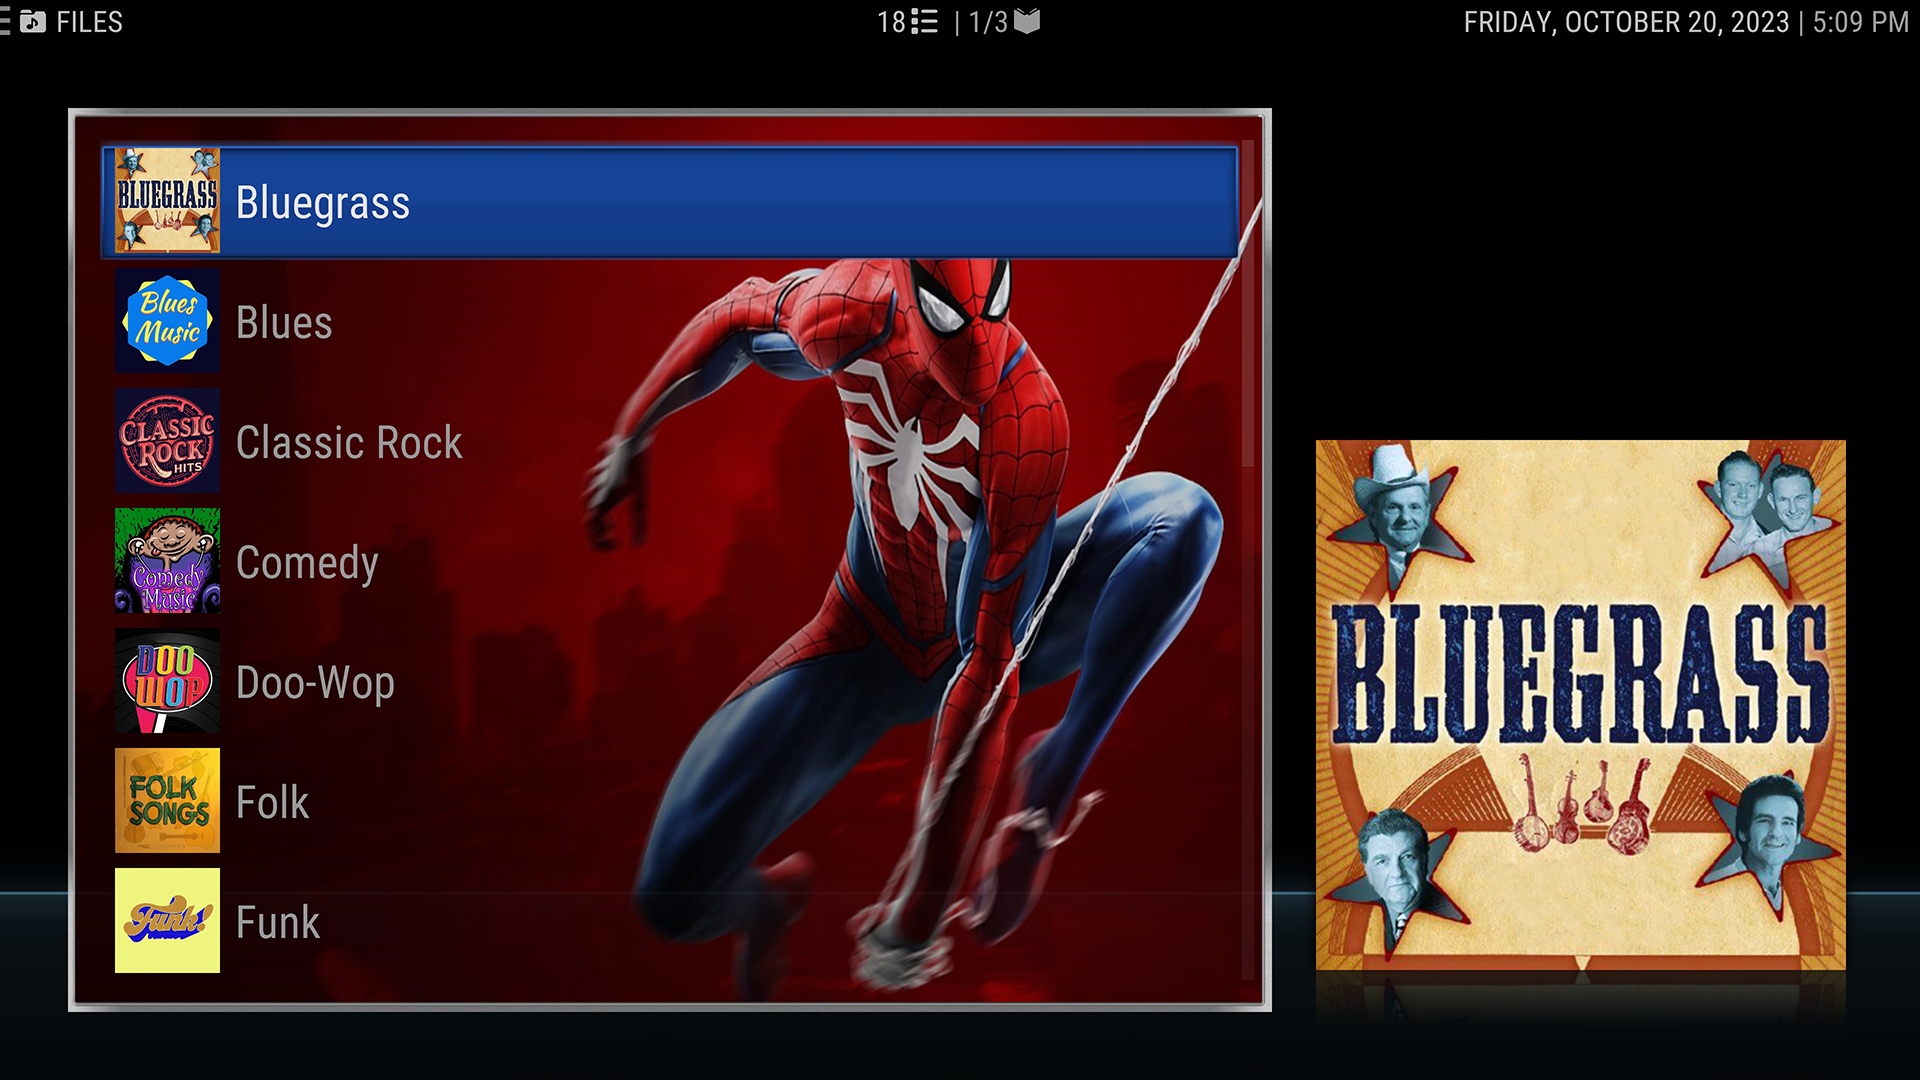 FILES
18 | 1/3
FRIDAY, OCTOBER 20, 2023 | 5:09 PM
BLUEGRASS
Bluegrass
Blues
Music
Blues
CLASSIC
ROCK
HITS
Classic Rock
Comedy
Music
Comedy
DOO
WOP
Doo-Wop
FOLK
SONGS
Folk
Funk!
Funk
BLUEGRASS